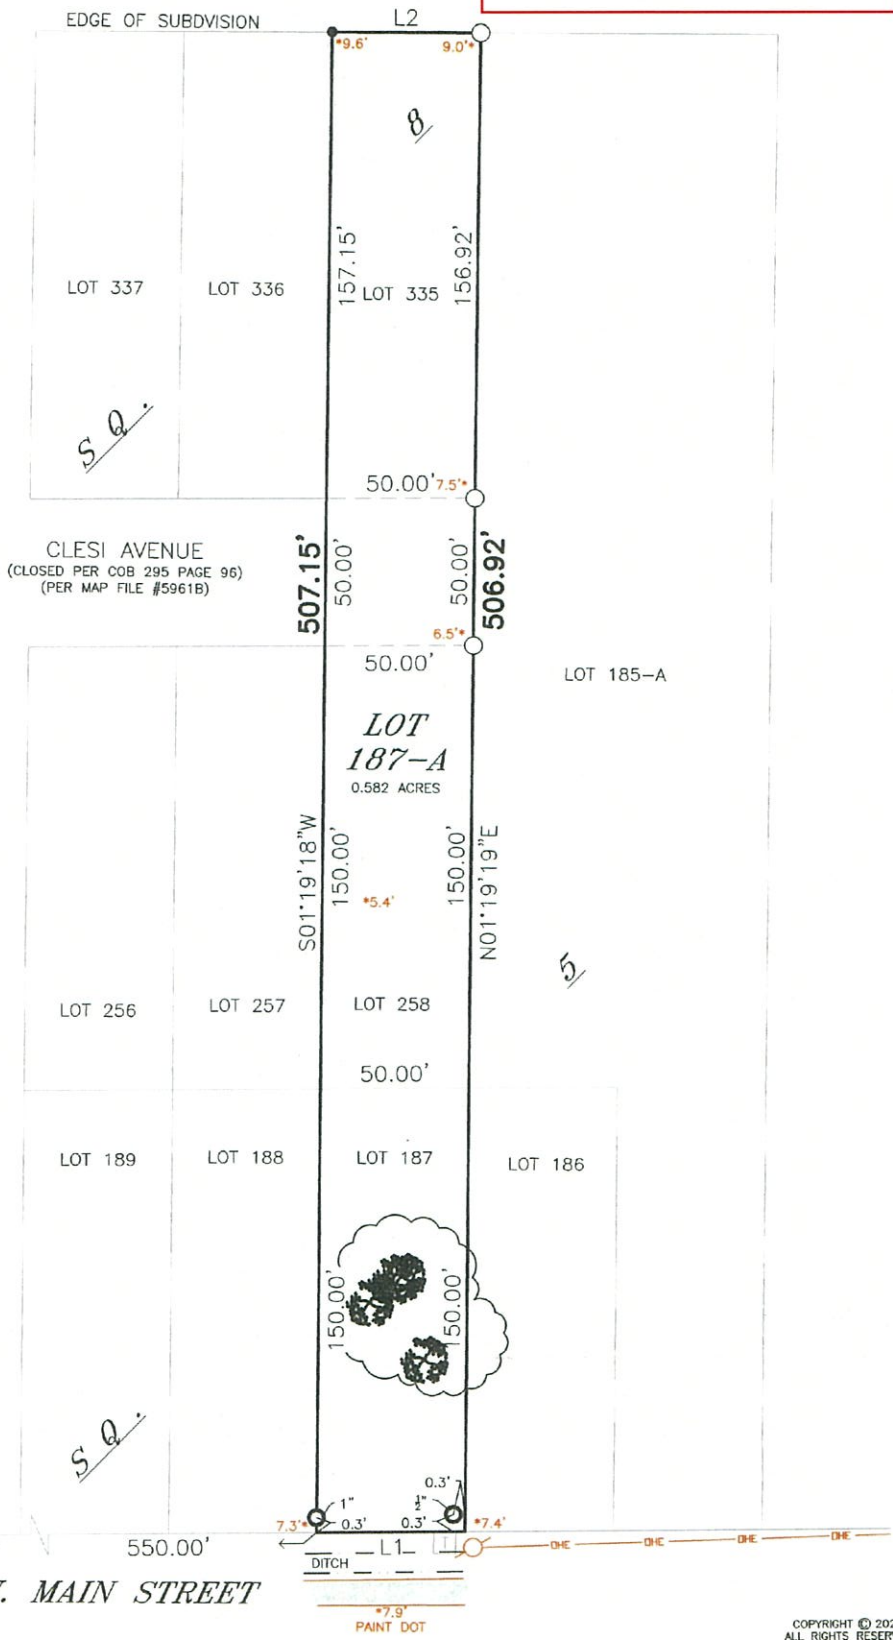 EDGE OF SUBDVISION
L2
*9.6'
9.0'*
8
157.15'
156.92'
LOT 337
LOT 336
LOT 335
SQ.
50.00'
7.5'*
CLESI AVENUE
(CLOSED PER COB 295 PAGE 96)
(PER MAP FILE #5961B)
507.15'
50.00'
50.00'
506.92'
6.5'*
50.00'
LOT 185-A
LOT
187-A
0.582 ACRES
S01°19'18"W
150.00'
150.00'
N01°19'19"E
*5.4'
5
LOT 256
LOT 257
LOT 258
50.00'
LOT 189
LOT 188
LOT 187
LOT 186
150.00'
150.00'
SQ.
0.3'
1"
1/2"
7.3'*
0.3'
0.3'
*7.4'
550.00'
L1
OHE
OHE
OHE
OHE
DITCH
MAIN STREET
*7.9'
PAINT DOT
COPYRIGHT ©
ALL RIGHTS